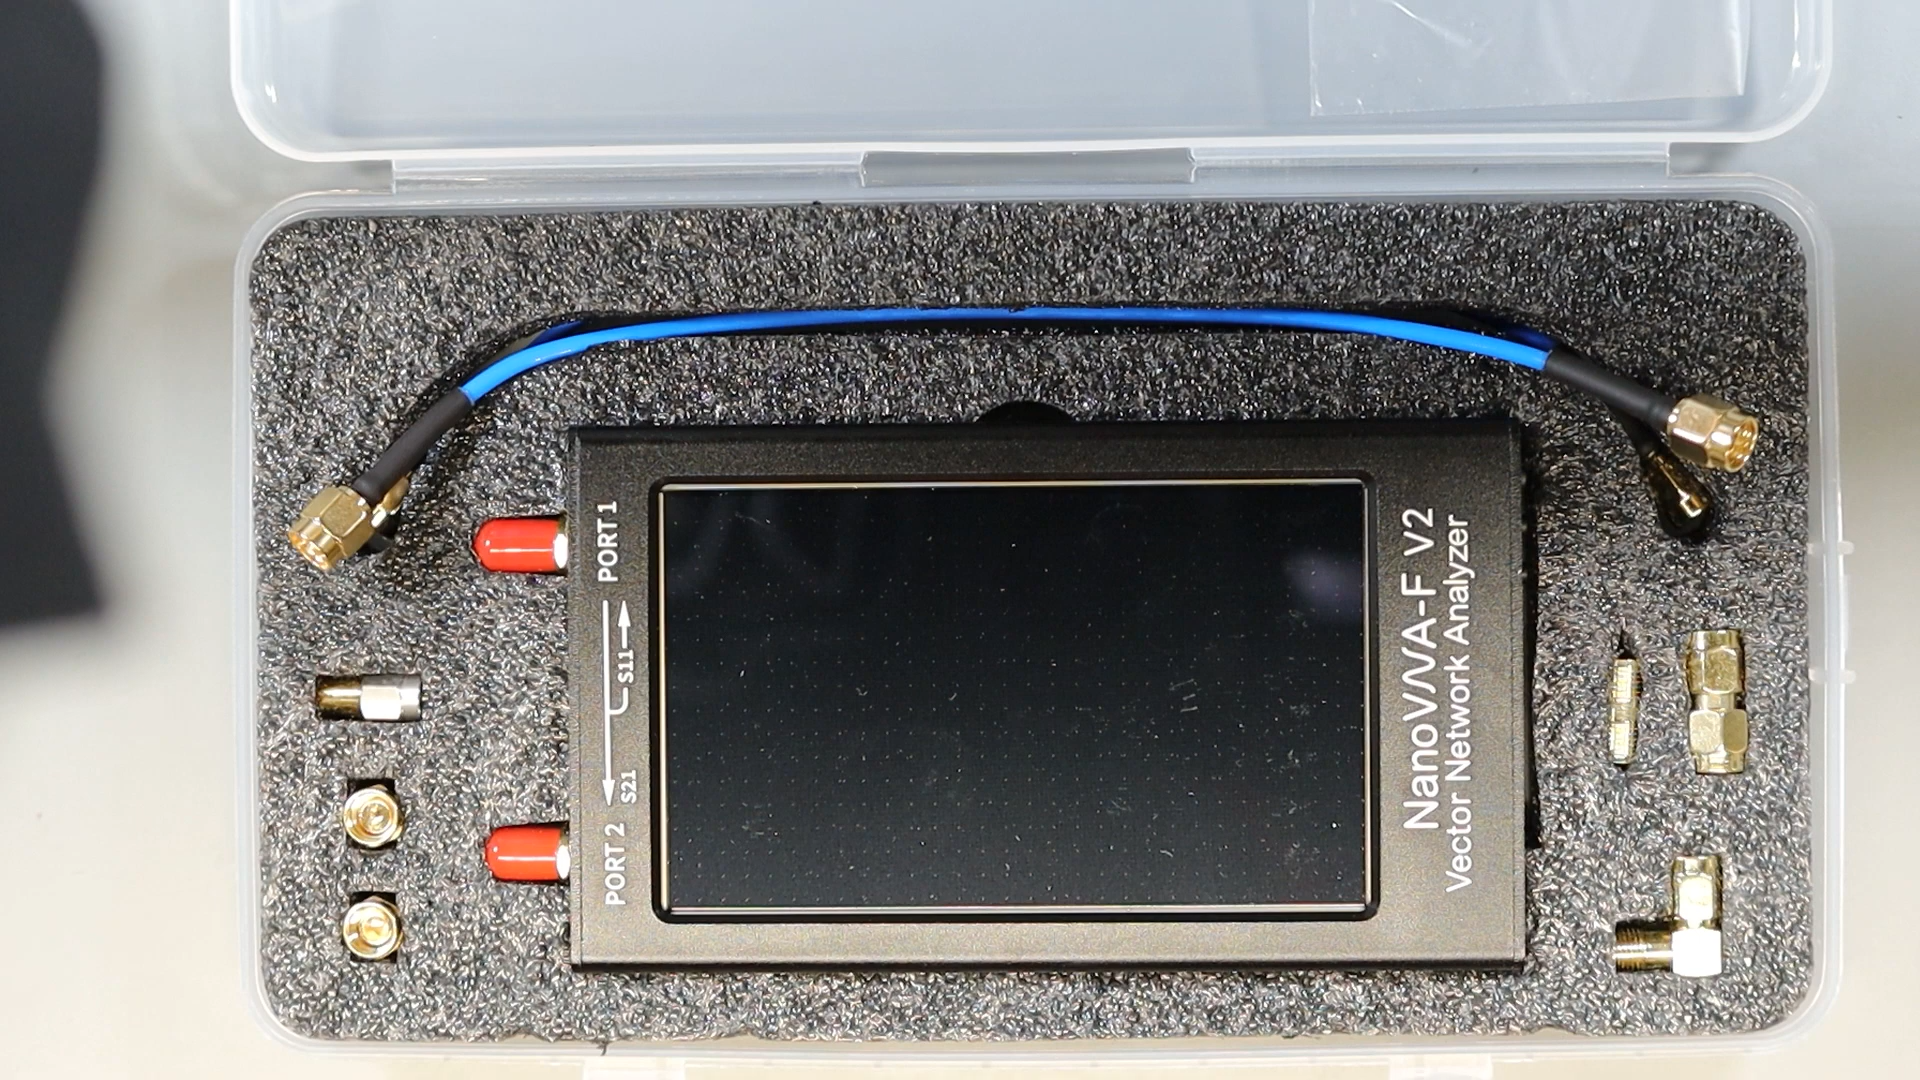 PORT 1
S11
S21
PORT 2
NanoVNA-F V2
Vector Network Analyzer